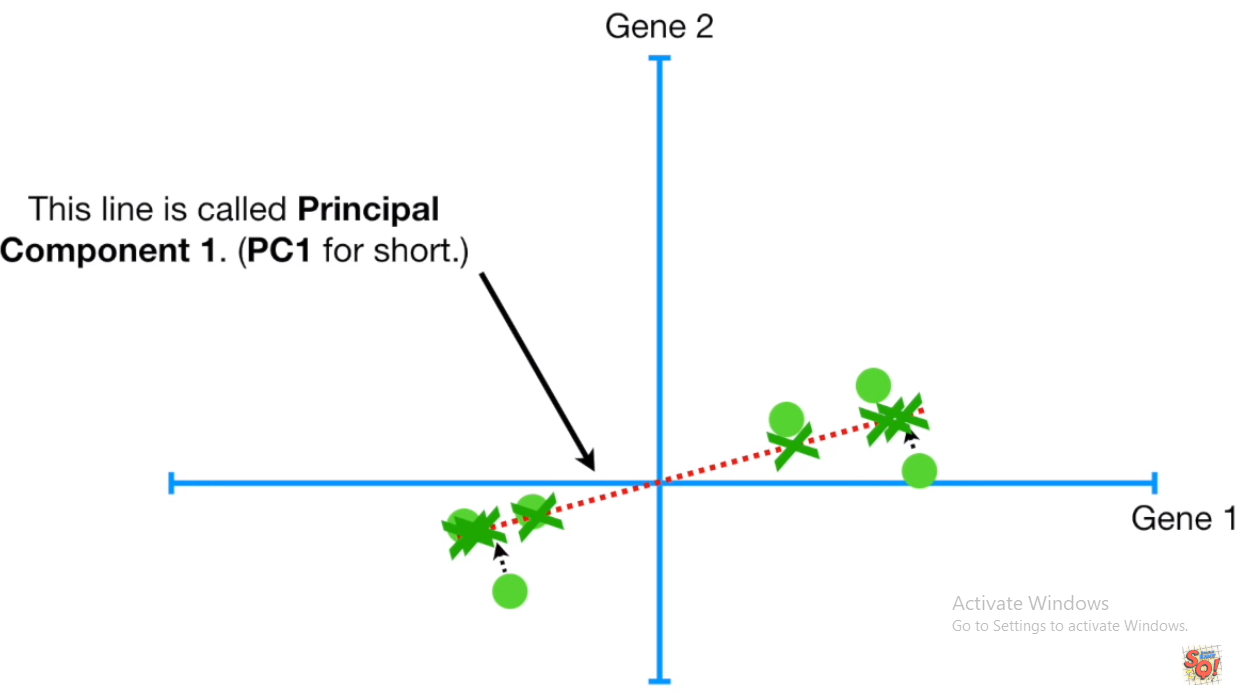 Gene 2
This line is called Principal
Component 1. (PC1 for short.)
Gene 1
Activate Windows
Go to Settings to activate Windows.
SQ!